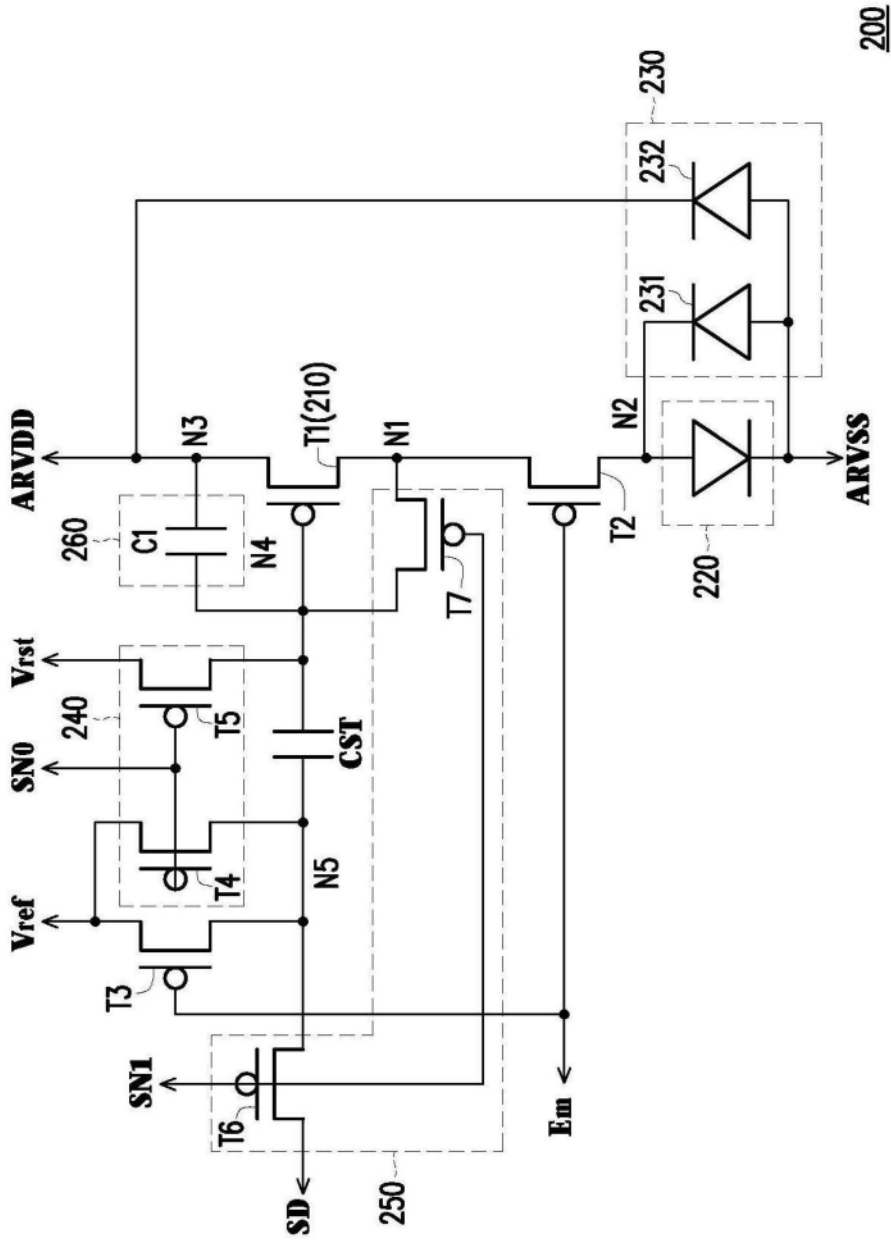 200
ARVDD
Vrst
SN0
Vref
260
C1
N3
240
T5
T4
T3
N4
T1(210)
CST
N5
N1
SN1
T6
T7
SD
250
Em
T2
N2
230
232
231
220
ARVSS